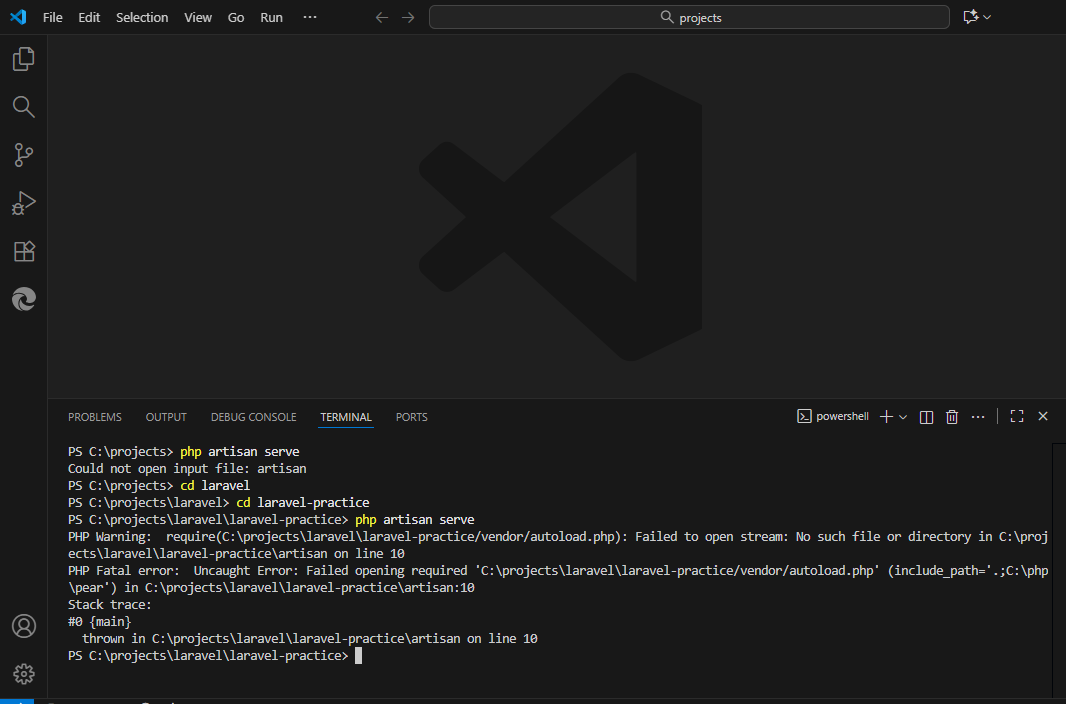 File Edit Selection View Go Run ···
projects
PROBLEMS OUTPUT DEBUG CONSOLE TERMINAL PORTS
powershell
PS C:\projects> php artisan serve
Could not open input file: artisan
PS C:\projects> cd laravel
PS C:\projects\laravel> cd laravel-practice
PS C:\projects\laravel\laravel-practice> php artisan serve
PHP Warning:  require(C:\projects\laravel\laravel-practice/vendor/autoload.php): Failed to open stream: No such file or directory in C:\proj
ects\laravel\laravel-practice\artisan on line 10
PHP Fatal error:  Uncaught Error: Failed opening required 'C:\projects\laravel\laravel-practice/vendor/autoload.php' (include_path='.;C:\php
\pear') in C:\projects\laravel\laravel-practice\artisan:10
Stack trace:
#0 {main}
  thrown in C:\projects\laravel\laravel-practice\artisan on line 10
PS C:\projects\laravel\laravel-practice>